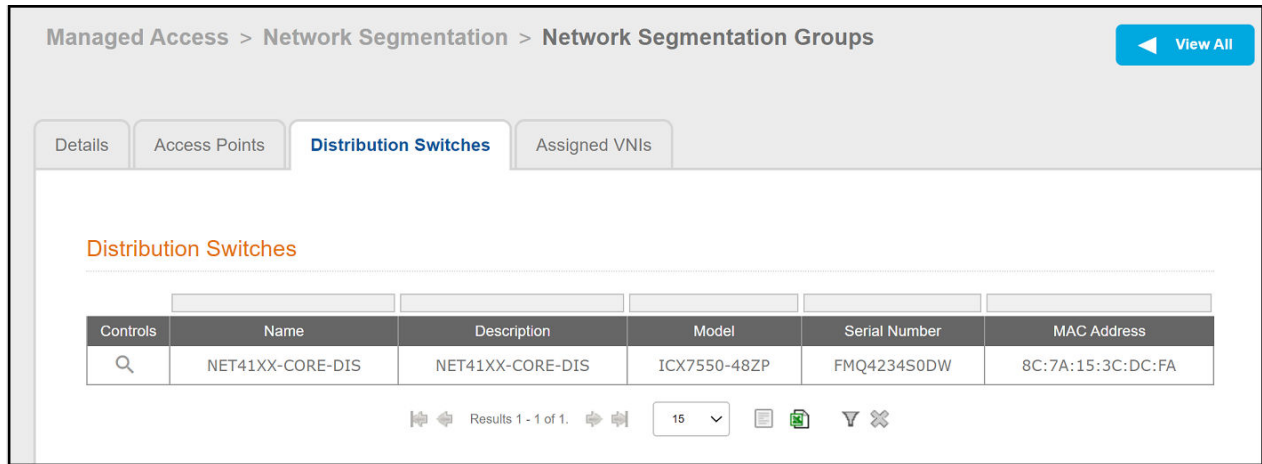 Managed Access > Network Segmentation > Network Segmentation Groups
View All
Details Access Points Distribution Switches Assigned VNIs
Distribution Switches
Controls Name Description Model Serial Number MAC Address
NET41XX-CORE-DIS NET41XX-CORE-DIS ICX7550-48ZP FMQ4234S0DW 8C:7A:15:3C:DC:FA
Results 1 - 1 of 1. 15